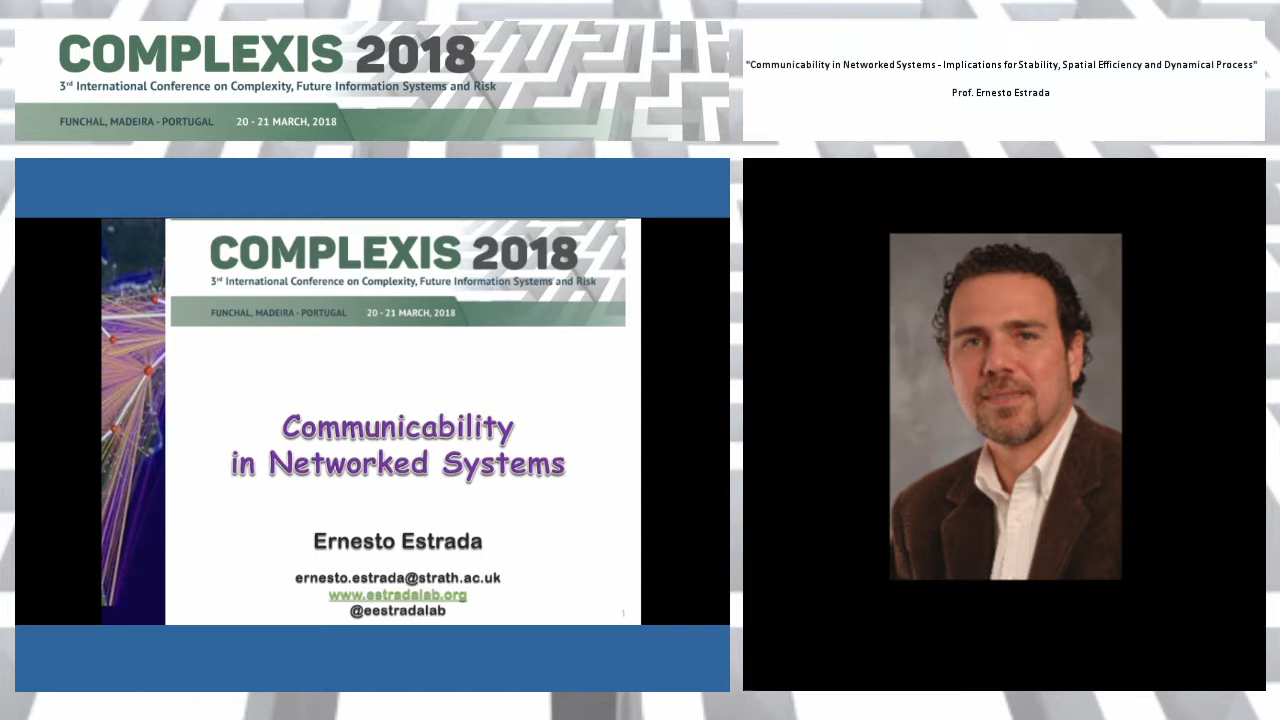 COMPLEXIS 2018
3rd International Conference on Complexity, Future Information Systems and Risk
FUNCHAL, MADEIRA - PORTUGAL 20 - 21 MARCH, 2018
"Communicability in Networked Systems - Implications for Stability, Spatial Efficiency and Dynamical Process"
Prof. Ernesto Estrada
COMPLEXIS 2018
3rd International Conference on Complexity, Future Information Systems and Risk
FUNCHAL, MADEIRA - PORTUGAL 20 - 21 MARCH, 2018
Communicability
in Networked Systems
Ernesto Estrada
ernesto.estrada@strath.ac.uk
www.estradalab.org
@eestradalab
1